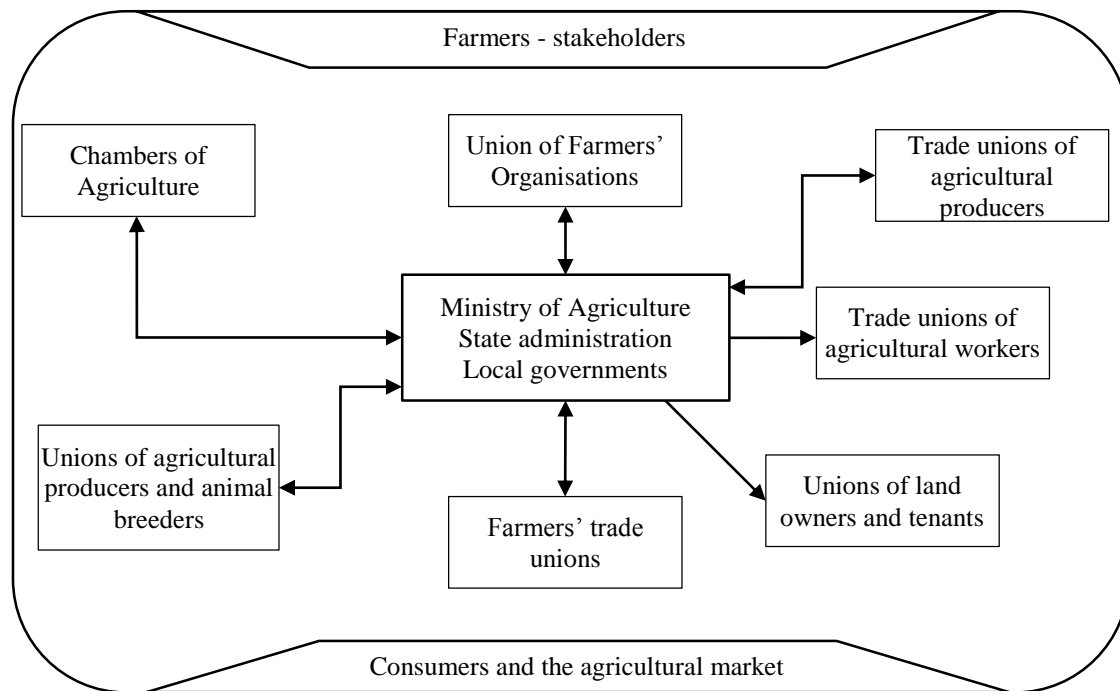 Farmers - stakeholders
Chambers of
Agriculture
Union of Farmers’
Organisations
Trade unions of
agricultural
producers
Ministry of Agriculture
State administration
Local governments
Trade unions of
agricultural workers
Unions of agricultural
producers and animal
breeders
Farmers’ trade
unions
Unions of land
owners and tenants
Consumers and the agricultural market